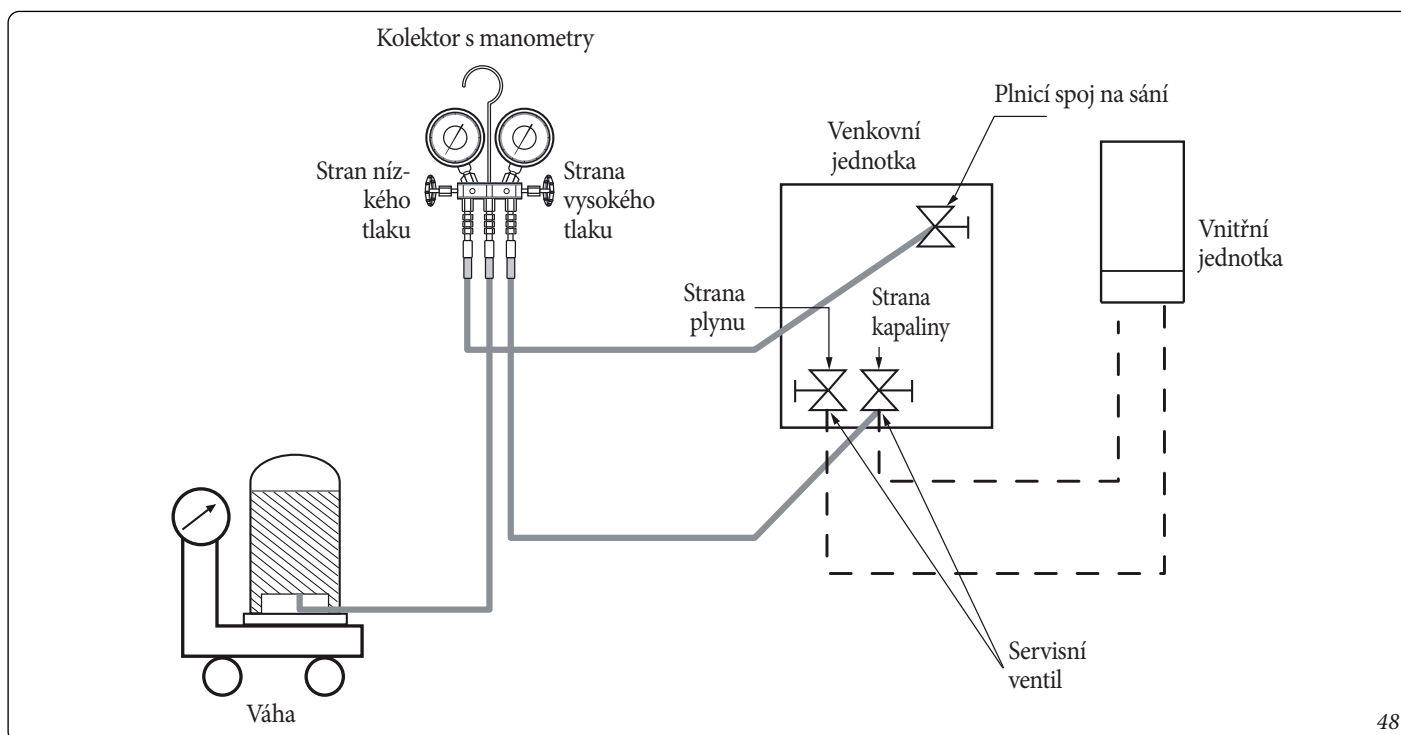 Kolektor s manometry
Stran níz-
kého
tlaku
Strana
vysokého
tlaku
Plnicí spoj na sání
Venkovní
jednotka
Vnitřní
jednotka
Strana
plynu
Strana
kapaliny
Servisní
ventil
Váha
48